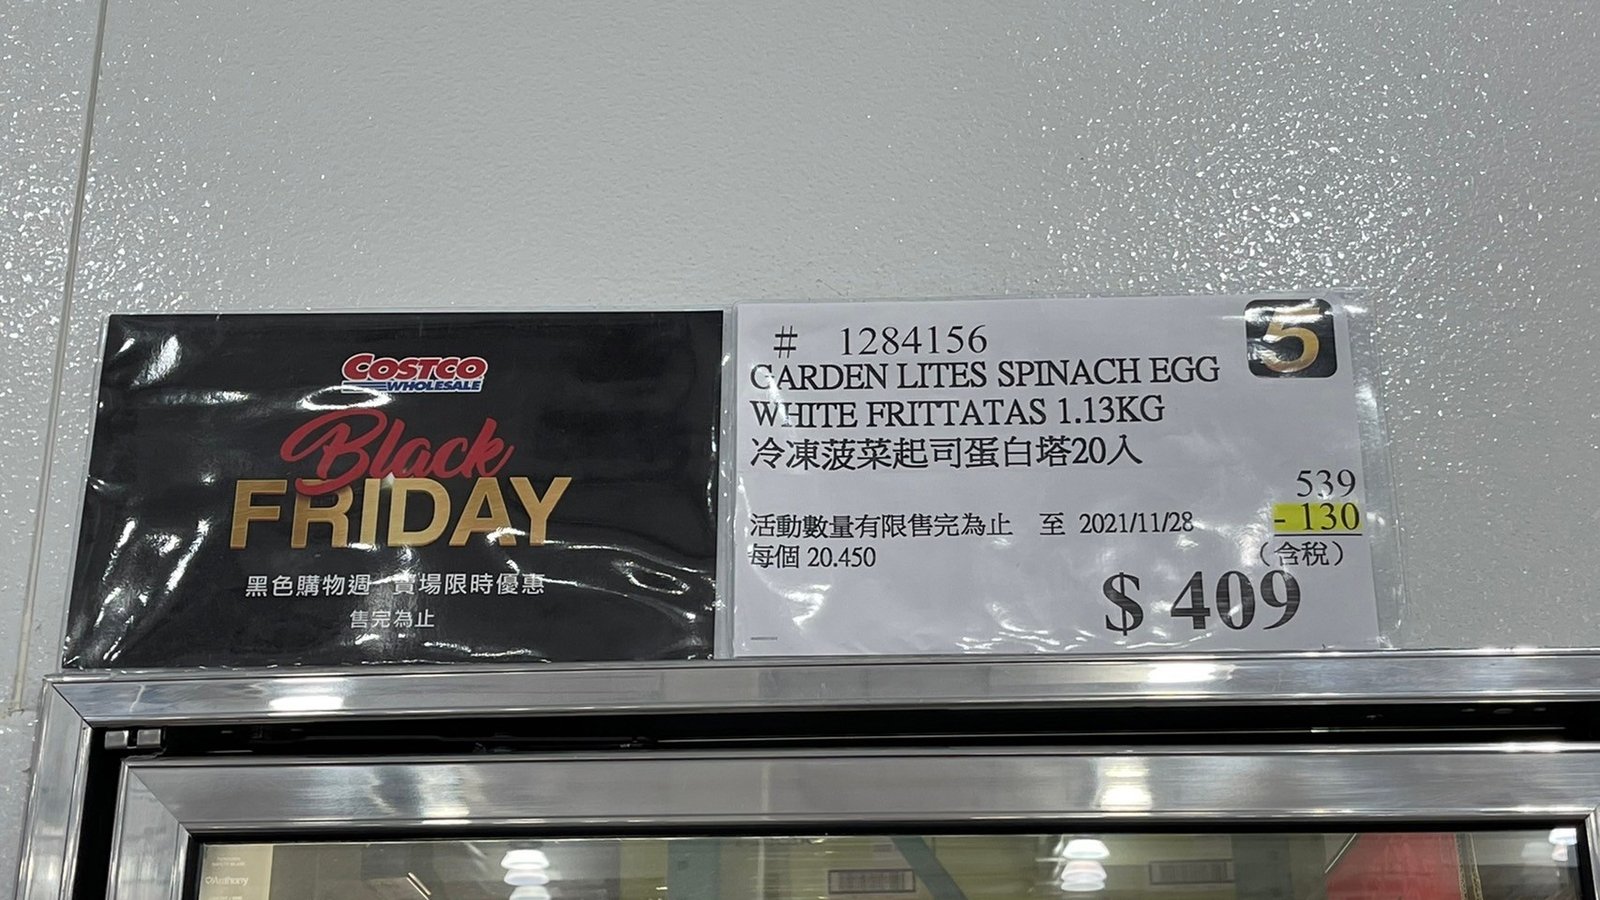 COSTCO
WHOLESALE
Black
FRIDAY
黑色購物週 賣場限時優惠
售完為止
5
# 1284156
GARDEN LITES SPINACH EGG
WHITE FRITTATAS 1.13KG
冷凍菠菜起司蛋白塔20入
539
活動數量有限售完為止 至 2021/11/28
- 130
每個 20.450
(含稅)
$ 409
Anthony